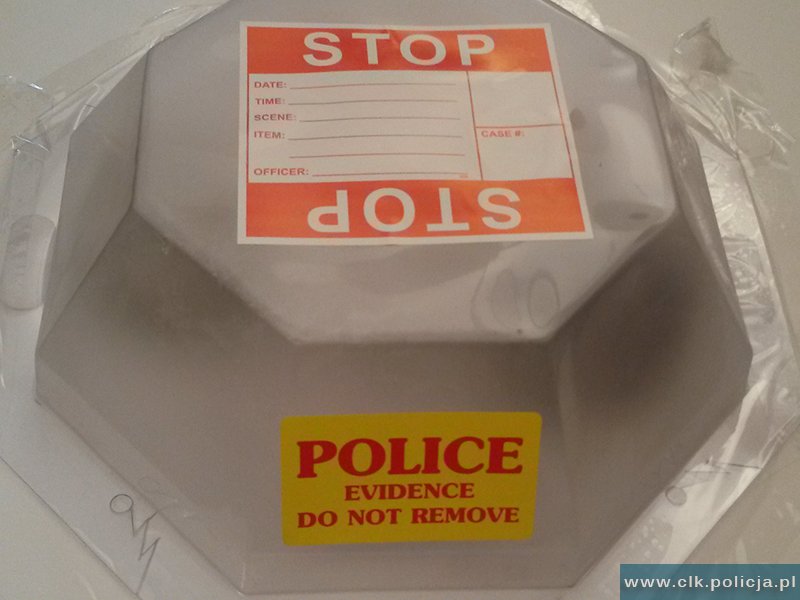 STOP
DATE:
TIME:
SCENE:
ITEM:
CASE #:
OFFICER:
STOP
POLICE
EVIDENCE
DO NOT REMOVE
www.clk.policja.pl